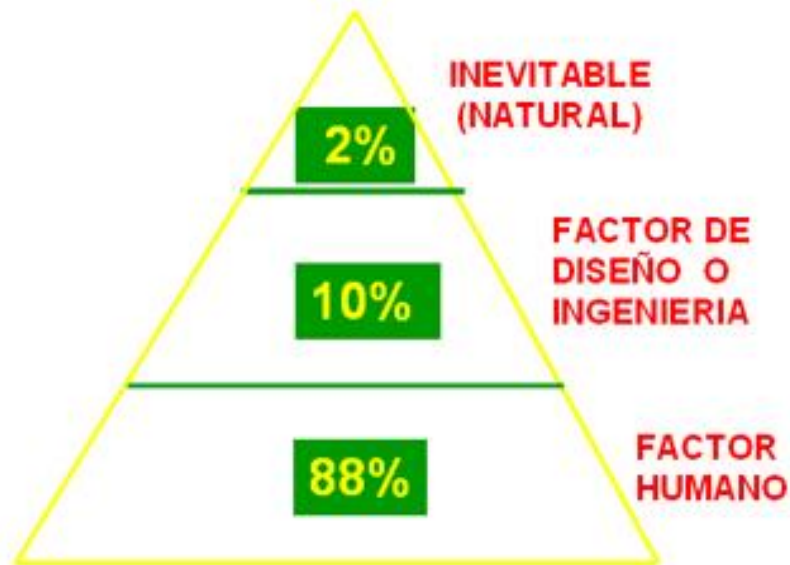 INEVITABLE
(NATURAL)
2%
FACTOR DE
DISEÑO O
INGENIERIA
10%
FACTOR
HUMANO
88%